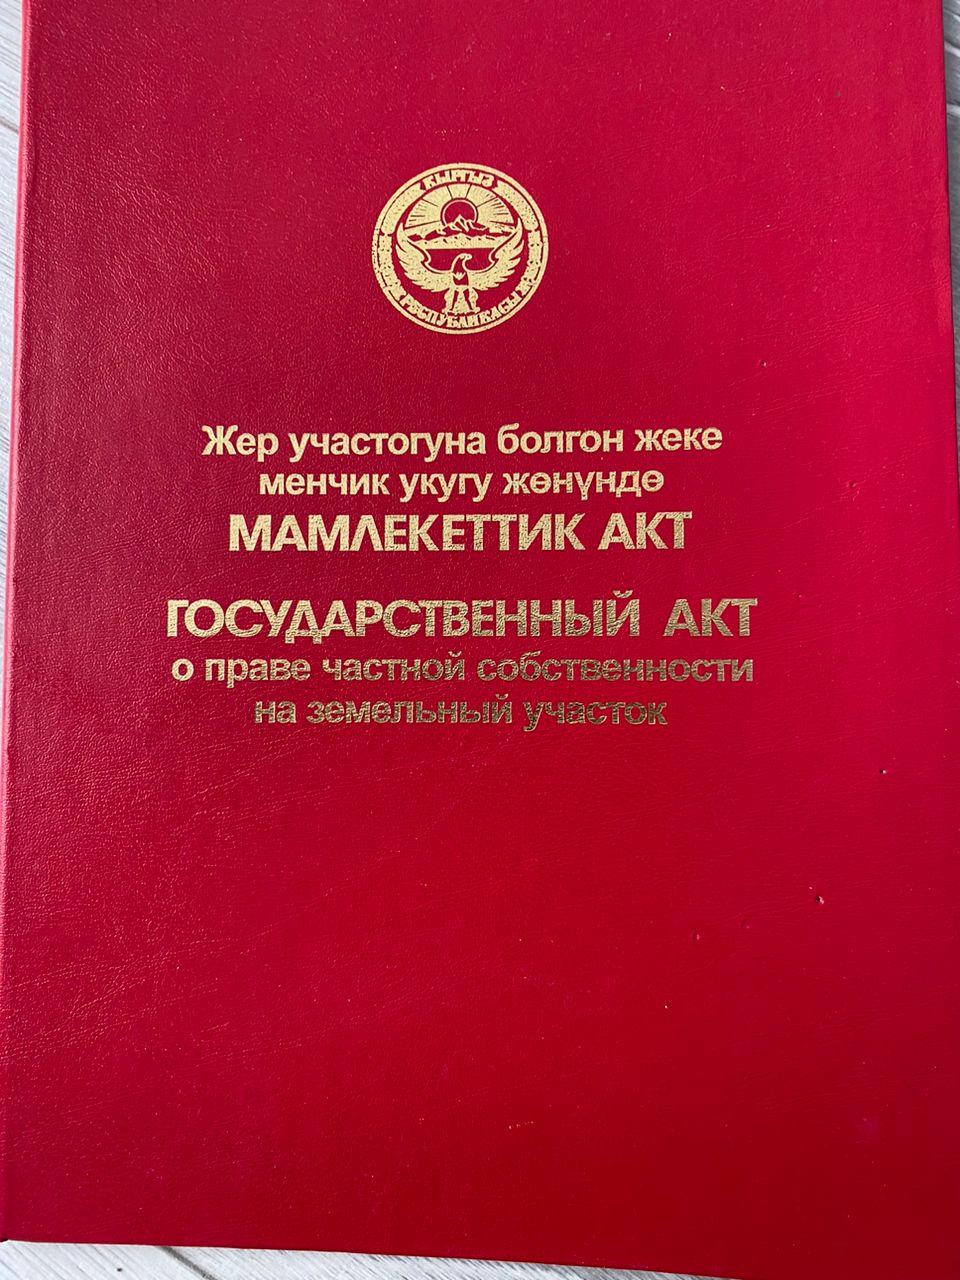 КЫРГЫЗ
РЕСПУБЛИКАСЫ
Жер участогуна болгон жеке
менчик укугу жөнүндө
МАМЛЕКЕТТИК АКТ
ГОСУДАРСТВЕННЫЙ АКТ
о праве частной собственности
на земельный участок